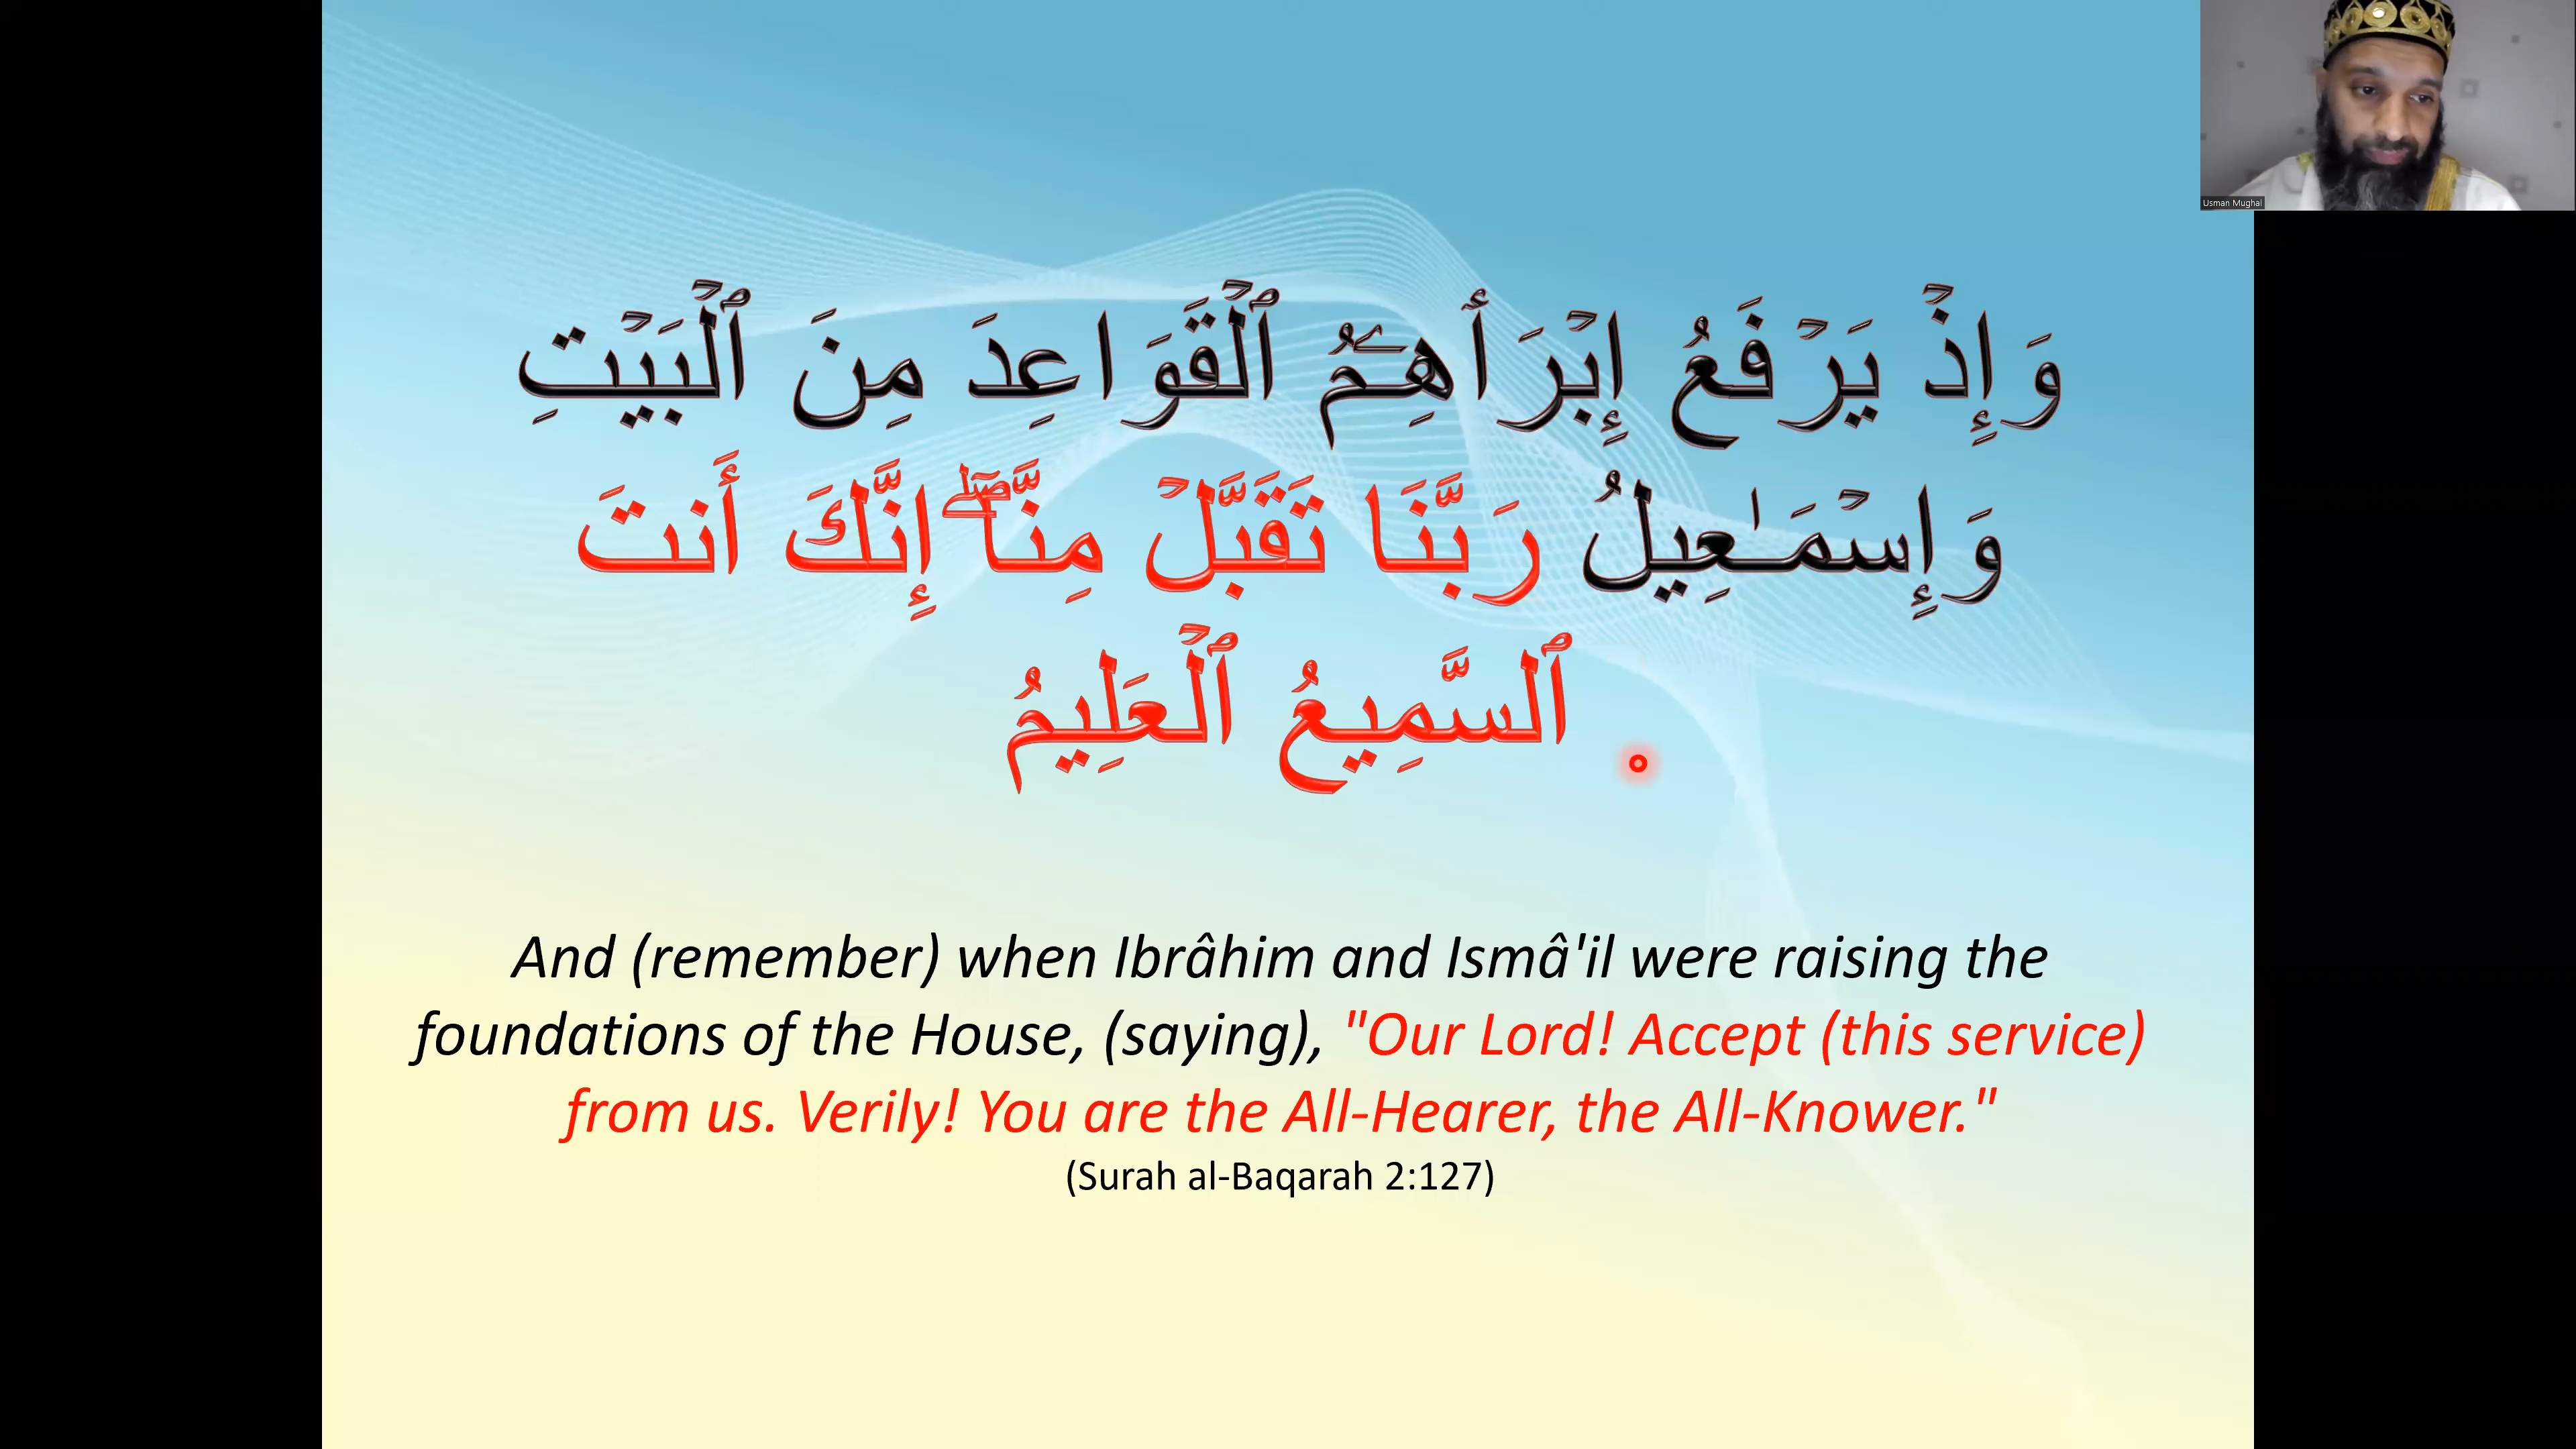 وَإِذْ يَرْفَعُ إِبْرَٰهِـۧمُ ٱلْقَوَاعِدَ مِنَ ٱلْبَيْتِ
وَإِسْمَـٰعِيلُ رَبَّنَا تَقَبَّلْ مِنَّآ ۖ إِنَّكَ أَنتَ
ٱلسَّمِيعُ ٱلْعَلِيمُ
And (remember) when Ibrâhim and Ismâ'il were raising the
foundations of the House, (saying), "Our Lord! Accept (this service)
from us. Verily! You are the All-Hearer, the All-Knower."
(Surah al-Baqarah 2:127)
Usman Mughal